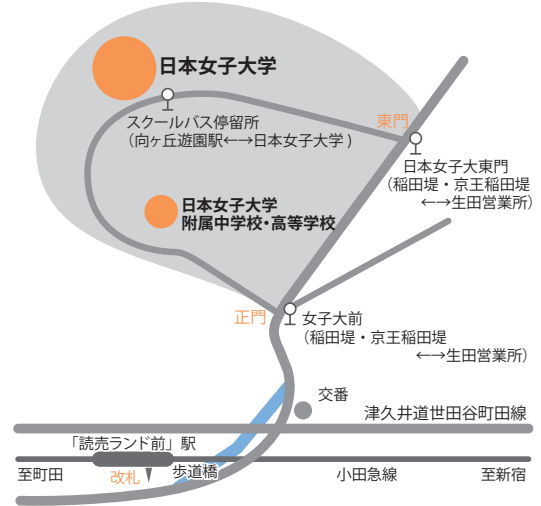 日本女子大学
スクールバス停留所
（向ヶ丘遊園駅←→日本女子大学）
東門
日本女子大東門
（稲田堤・京王稲田堤
←→生田営業所）
日本女子大学
附属中学校・高等学校
正門
女子大前
（稲田堤・京王稲田堤
←→生田営業所）
交番
津久井道世田谷町田線
「読売ランド前」駅
至町田
改札
歩道橋
小田急線
至新宿